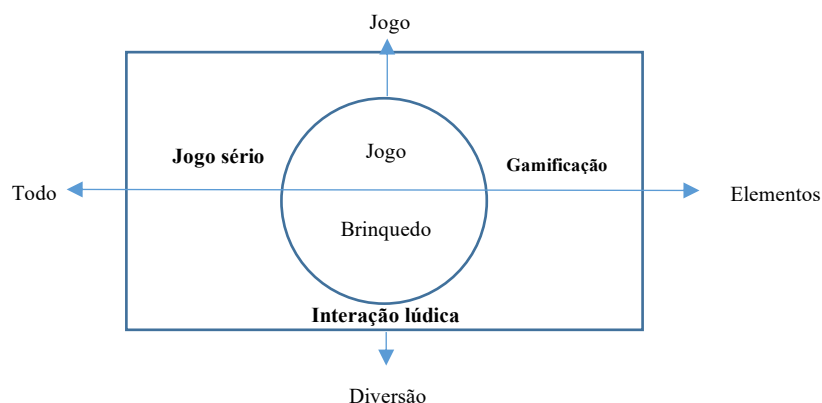 Jogo
Jogo sério
Jogo
Gamificação
Todo
Elementos
Brinquedo
Interação lúdica
Diversão